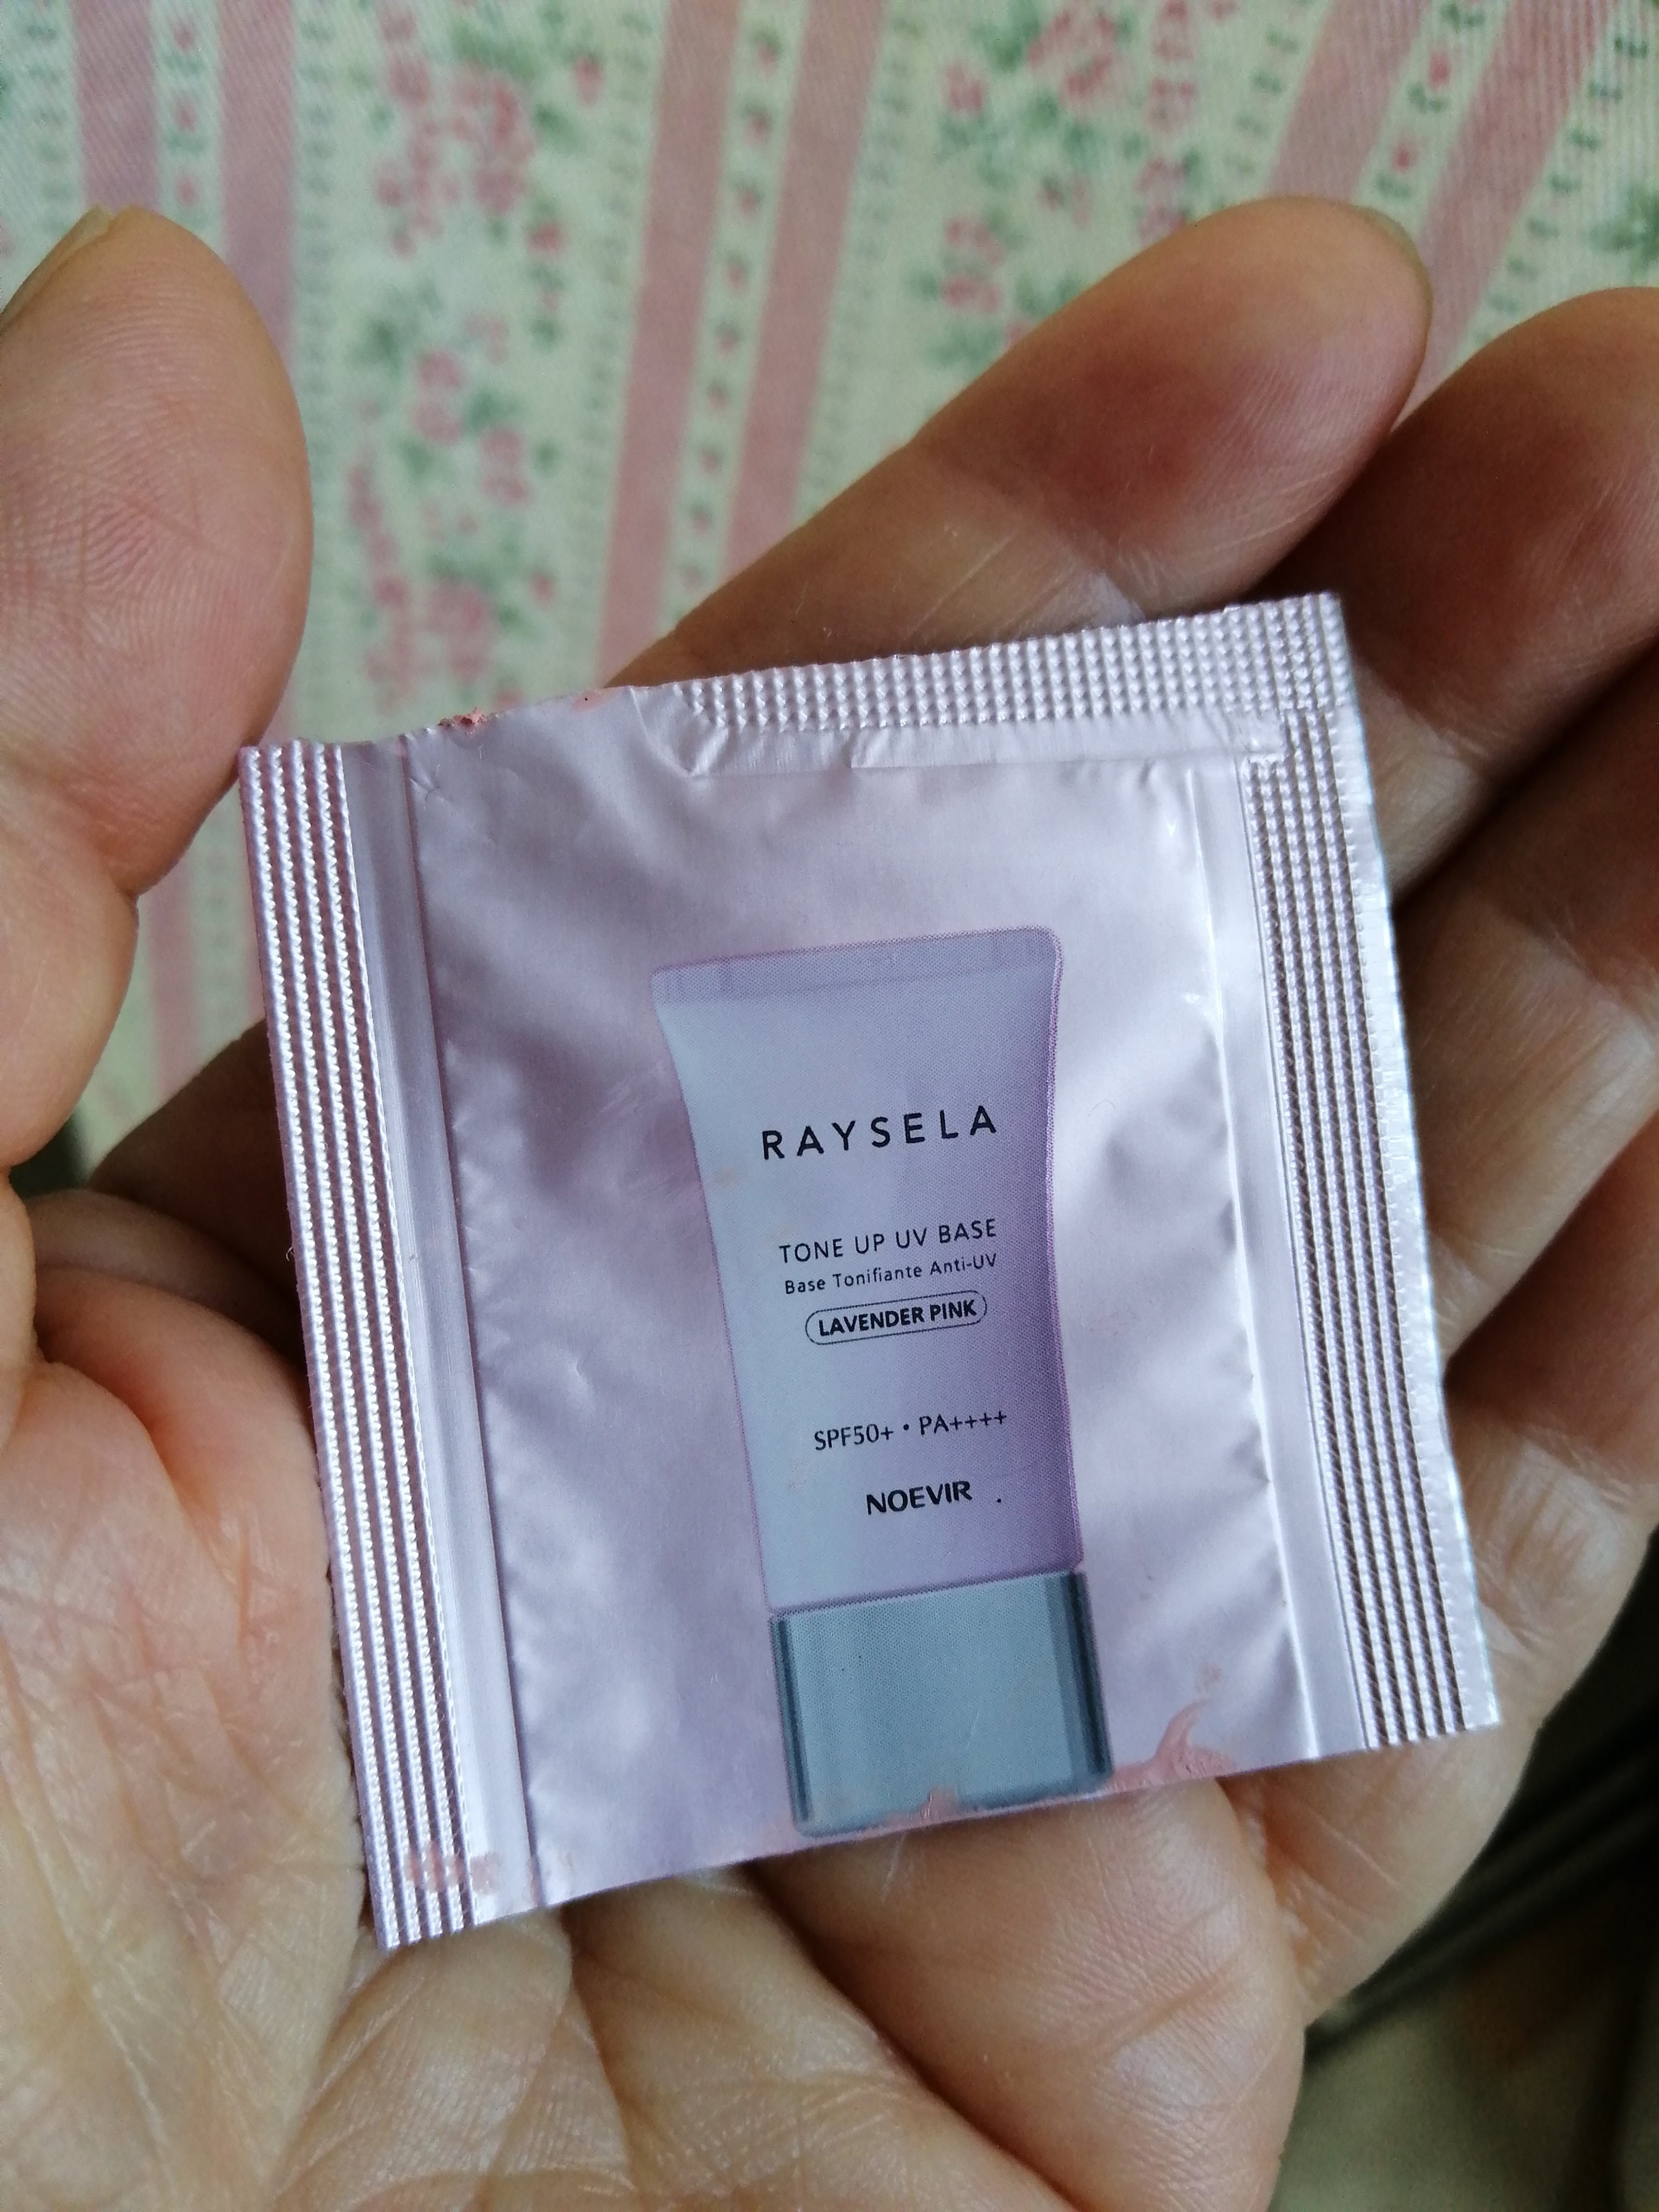 RAYSELA
TONE UP UV BASE
Base Tonifiante Anti-UV
LAVENDER PINK
SPF50+・PA++++
NOEVIR